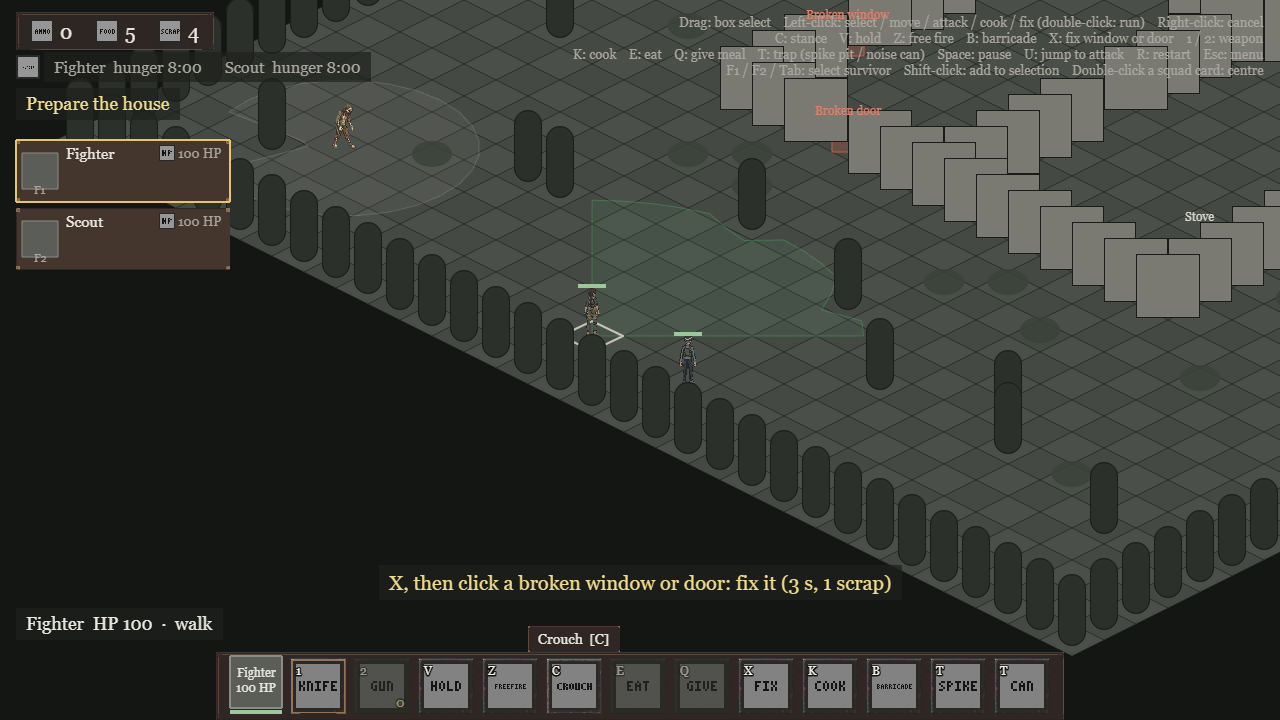 AMMO 0 FOOD 5 SCRAP 4
Fighter hunger 8:00 Scout hunger 8:00
Prepare the house
Fighter HP 100 HP
F1
Scout HP 100 HP
F2
Broken window
Drag: box select Left-click: select / move / attack / cook / fix (double-click: run) Right-click: cancel
C: stance V: hold Z: free fire B: barricade X: fix window or door 1 / 2: weapon
K: cook E: eat Q: give meal T: trap (spike pit / noise can) Space: pause U: jump to attack R: restart Esc: menu
F1 / F2 / Tab: select survivor Shift-click: add to selection Double-click a squad card: centre
Broken door
Stove
X, then click a broken window or door: fix it (3 s, 1 scrap)
Fighter HP 100 · walk
Crouch [C]
Fighter
100 HP
1 KNIFE
2 GUN 0
V HOLD
Z FREEFIRE
C CROUCH
E EAT
Q GIVE
X FIX
K COOK
B BARRICADE
T SPIKE
T CAN